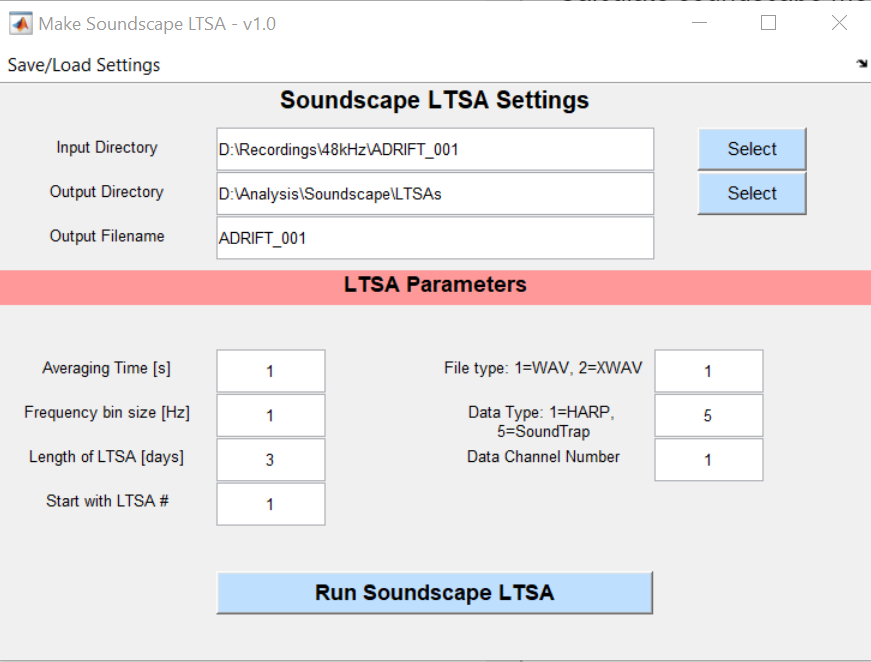 Make Soundscape LTSA - v1.0
Save/Load Settings
Soundscape LTSA Settings
Input Directory D:\Recordings\48kHz\ADRIFT_001 Select
Output Directory D:\Analysis\Soundscape\LTSAs Select
Output Filename ADRIFT_001
LTSA Parameters
Averaging Time [s] 1 File type: 1=WAV, 2=XWAV 1
Frequency bin size [Hz] 1 Data Type: 1=HARP, 5
5=SoundTrap
Length of LTSA [days] 3 Data Channel Number 1
Start with LTSA # 1
Run Soundscape LTSA